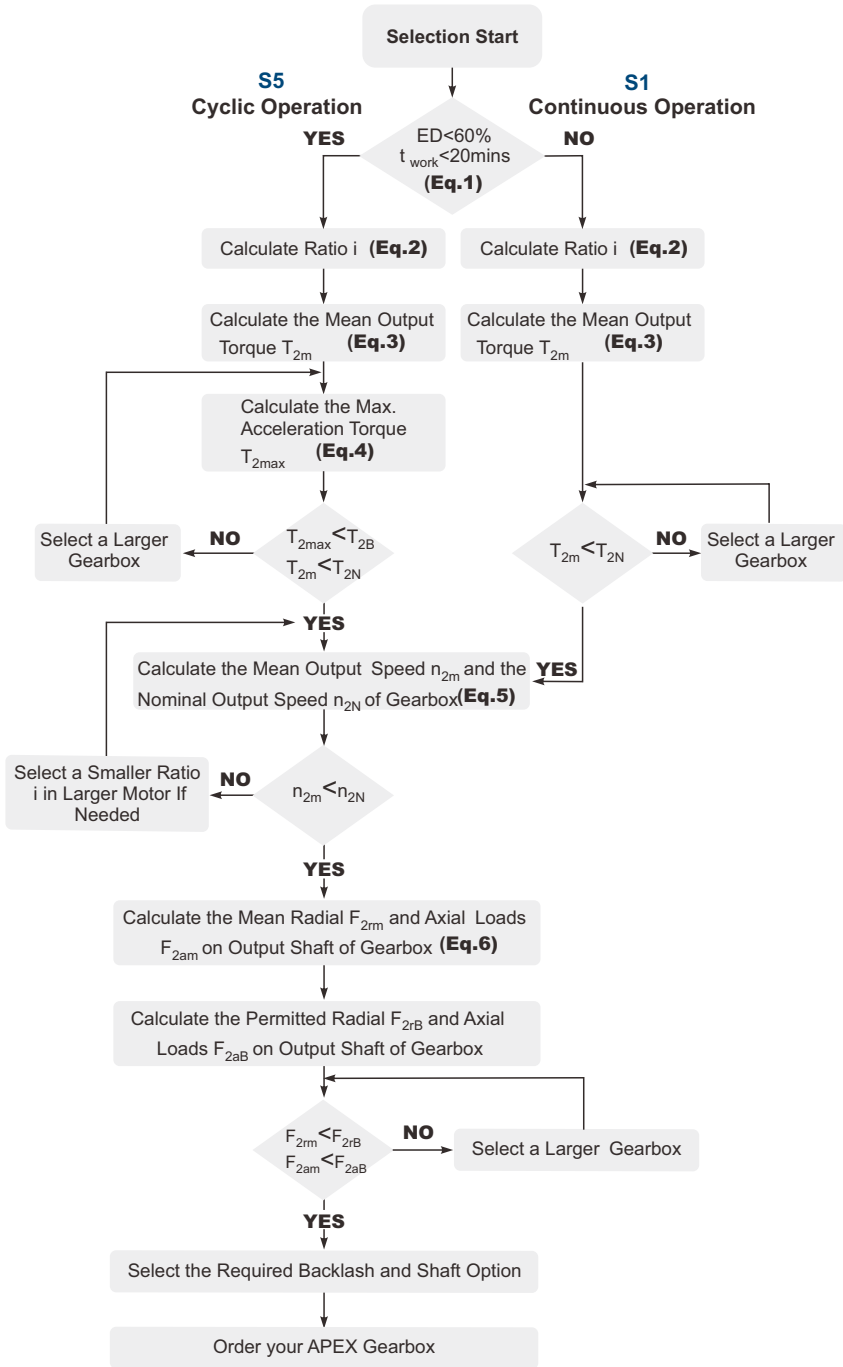 Selection Start
S5
Cyclic Operation
S1
Continuous Operation
YES
ED<60%
t work<20mins
(Eq.1)
NO
Calculate Ratio i (Eq.2)
Calculate Ratio i (Eq.2)
Calculate the Mean Output
Torque T2m (Eq.3)
Calculate the Mean Output
Torque T2m (Eq.3)
Calculate the Max.
Acceleration Torque
T2max (Eq.4)
Select a Larger
Gearbox
NO
T2max<T2B
T2m<T2N
T2m<T2N
NO
Select a Larger
Gearbox
YES
Calculate the Mean Output Speed n2m and the
Nominal Output Speed n2N of Gearbox(Eq.5)
YES
Select a Smaller Ratio
i in Larger Motor If
Needed
NO
n2m<n2N
YES
Calculate the Mean Radial F2rm and Axial Loads
F2am on Output Shaft of Gearbox (Eq.6)
Calculate the Permitted Radial F2rB and Axial
Loads F2aB on Output Shaft of Gearbox
F2rm<F2rB
F2am<F2aB
NO
Select a Larger Gearbox
YES
Select the Required Backlash and Shaft Option
Order your APEX Gearbox